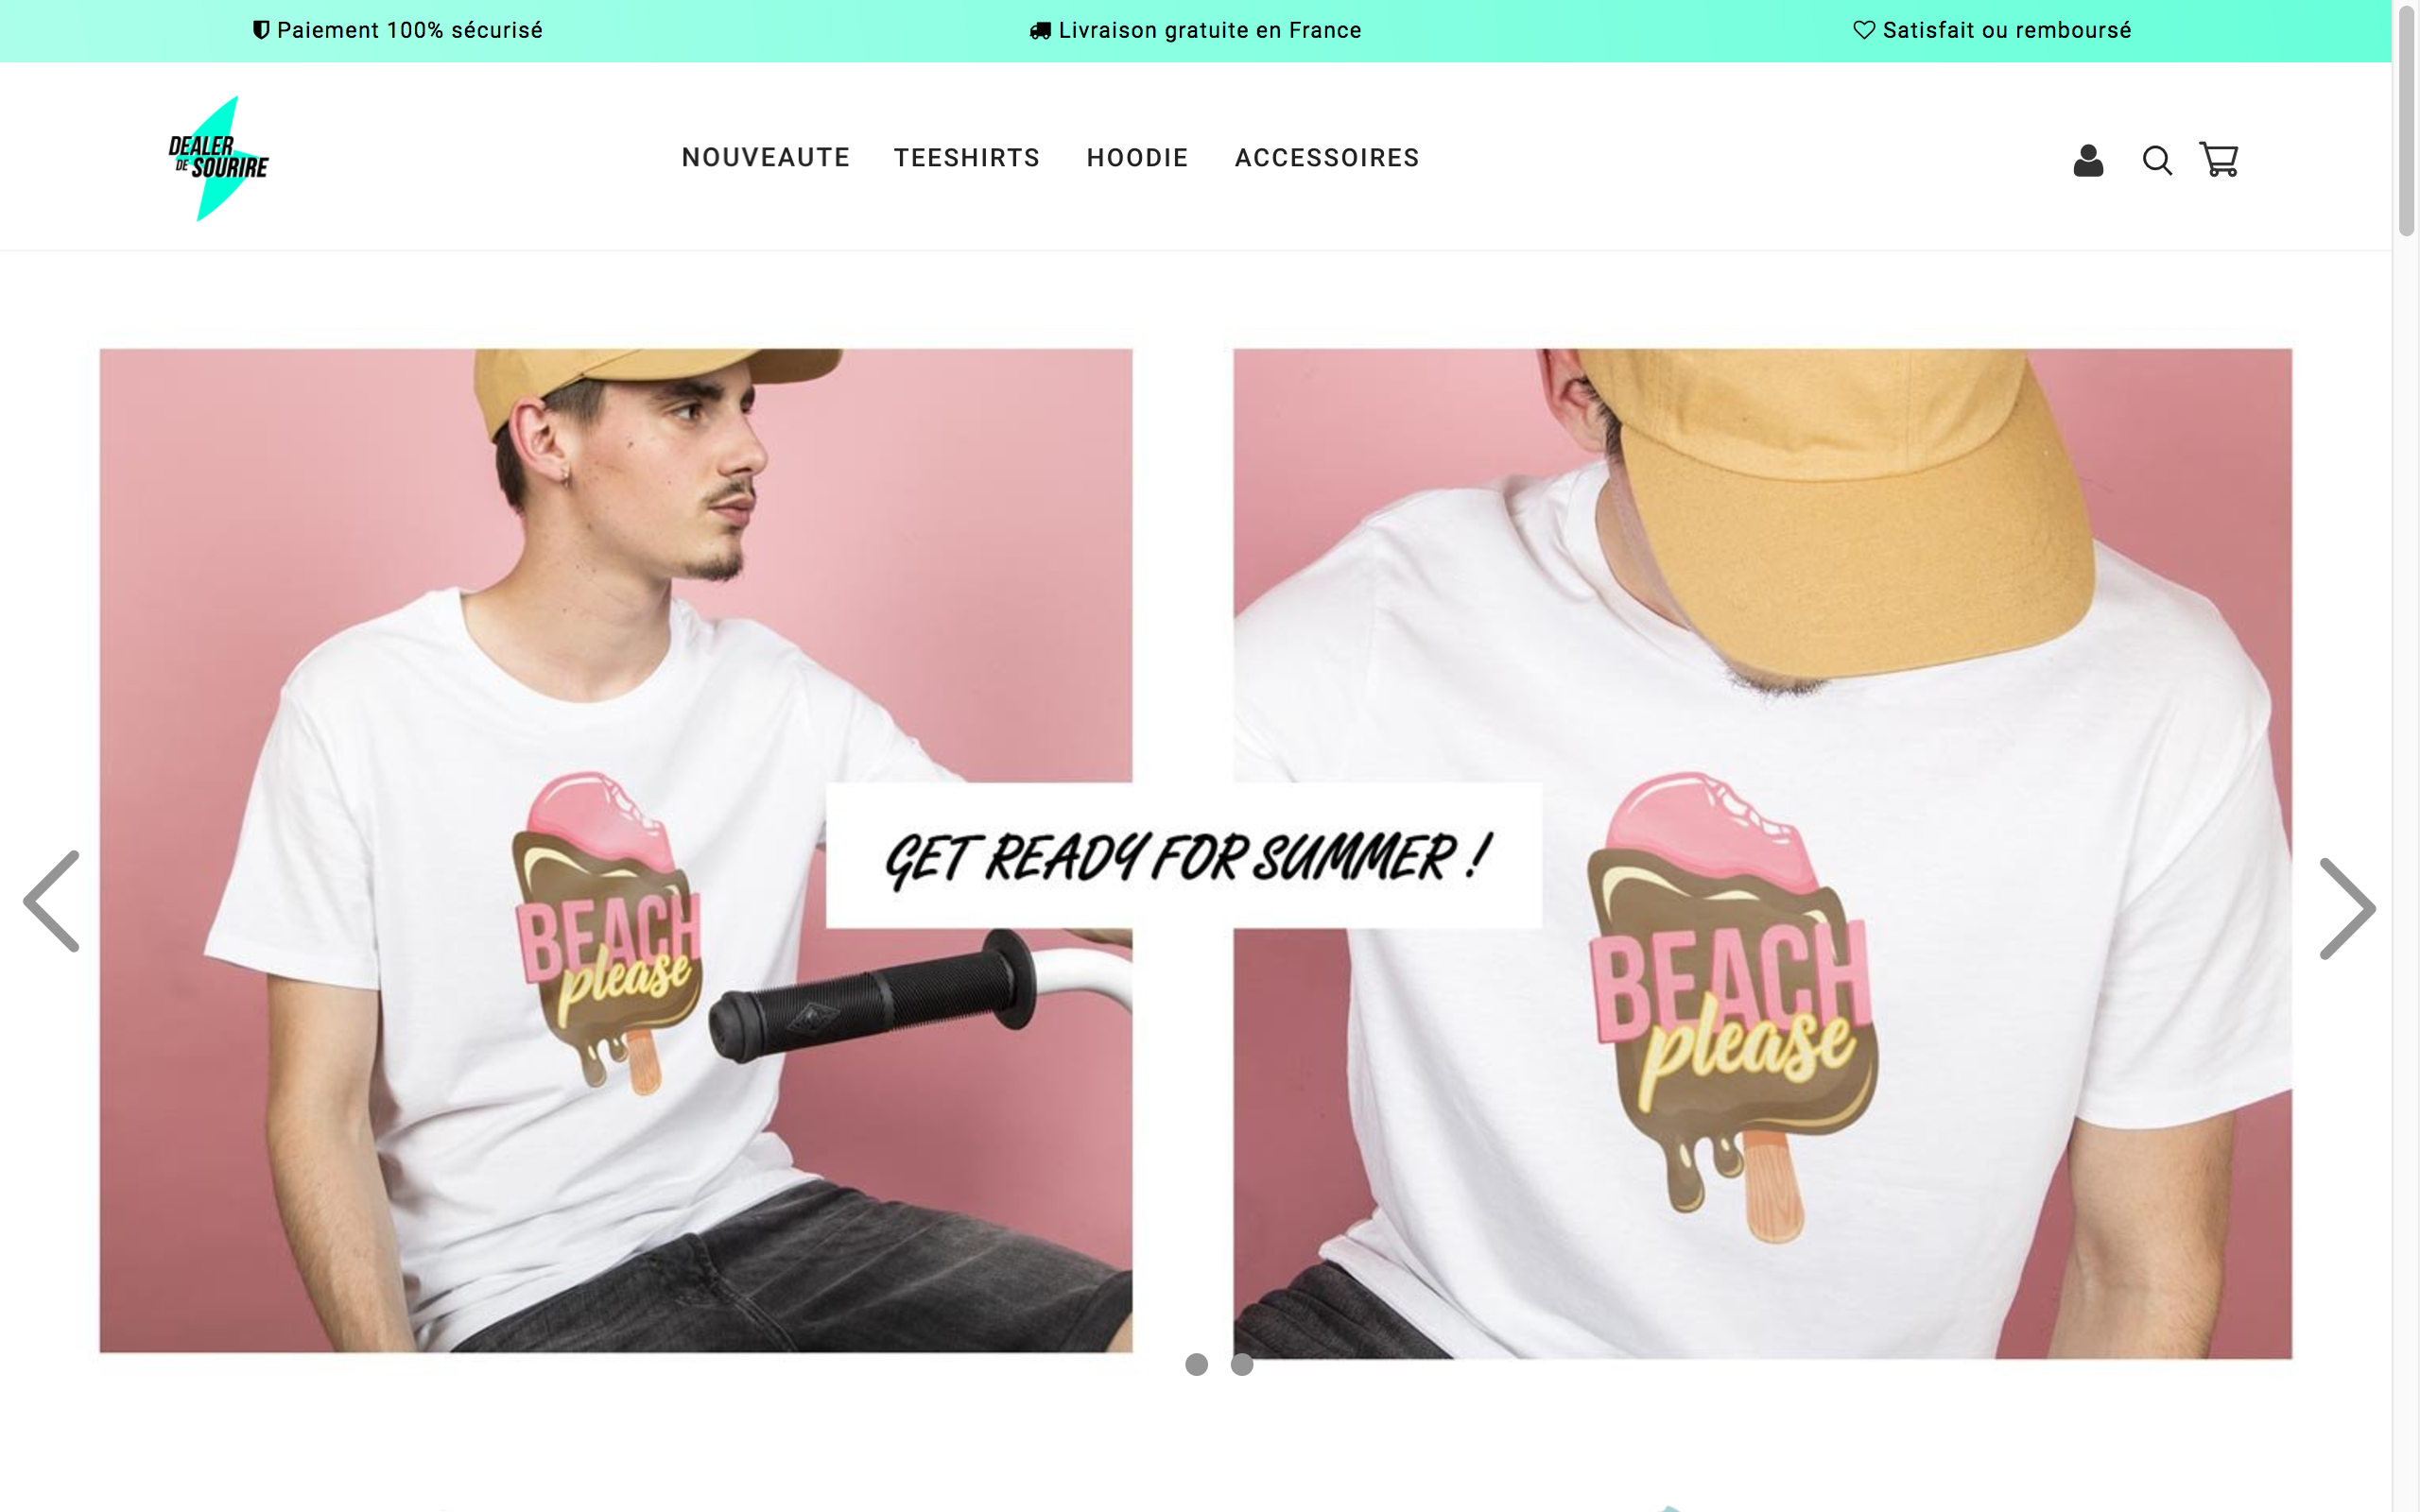 Paiement 100% sécurisé
Livraison gratuite en France
Satisfait ou remboursé
DEALER
DE SOURIRE
NOUVEAUTE
TEESHIRTS
HOODIE
ACCESSOIRES
GET READY FOR SUMMER !
BEACH
please
BEACH
please